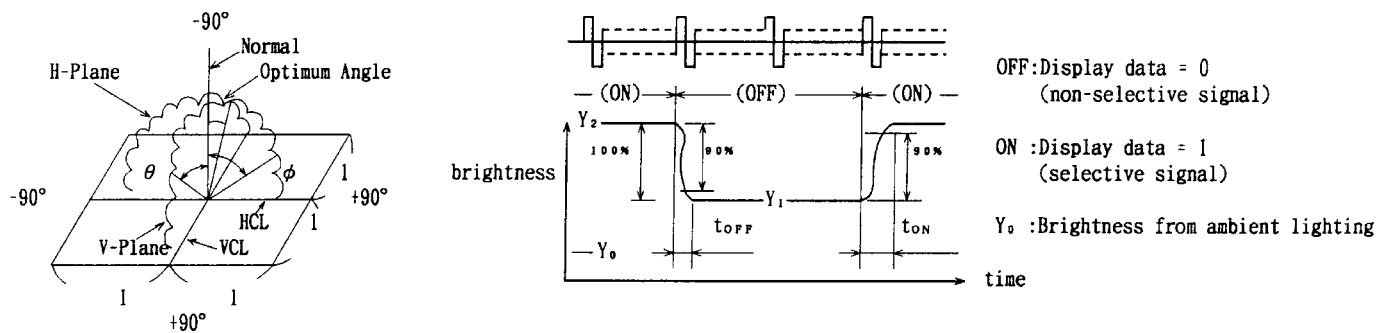 -90°
Normal
H-Plane
Optimum Angle
θ
φ
1
-90°
+90°
HCL
1
V-Plane
VCL
1
1
+90°
(ON)
(OFF)
(ON)
Y₂
100%
90%
90%
brightness
Y₁
tOFF
tON
Y₀
time
OFF:Display data = 0
(non-selective signal)
ON :Display data = 1
(selective signal)
Y₀ :Brightness from ambient lighting